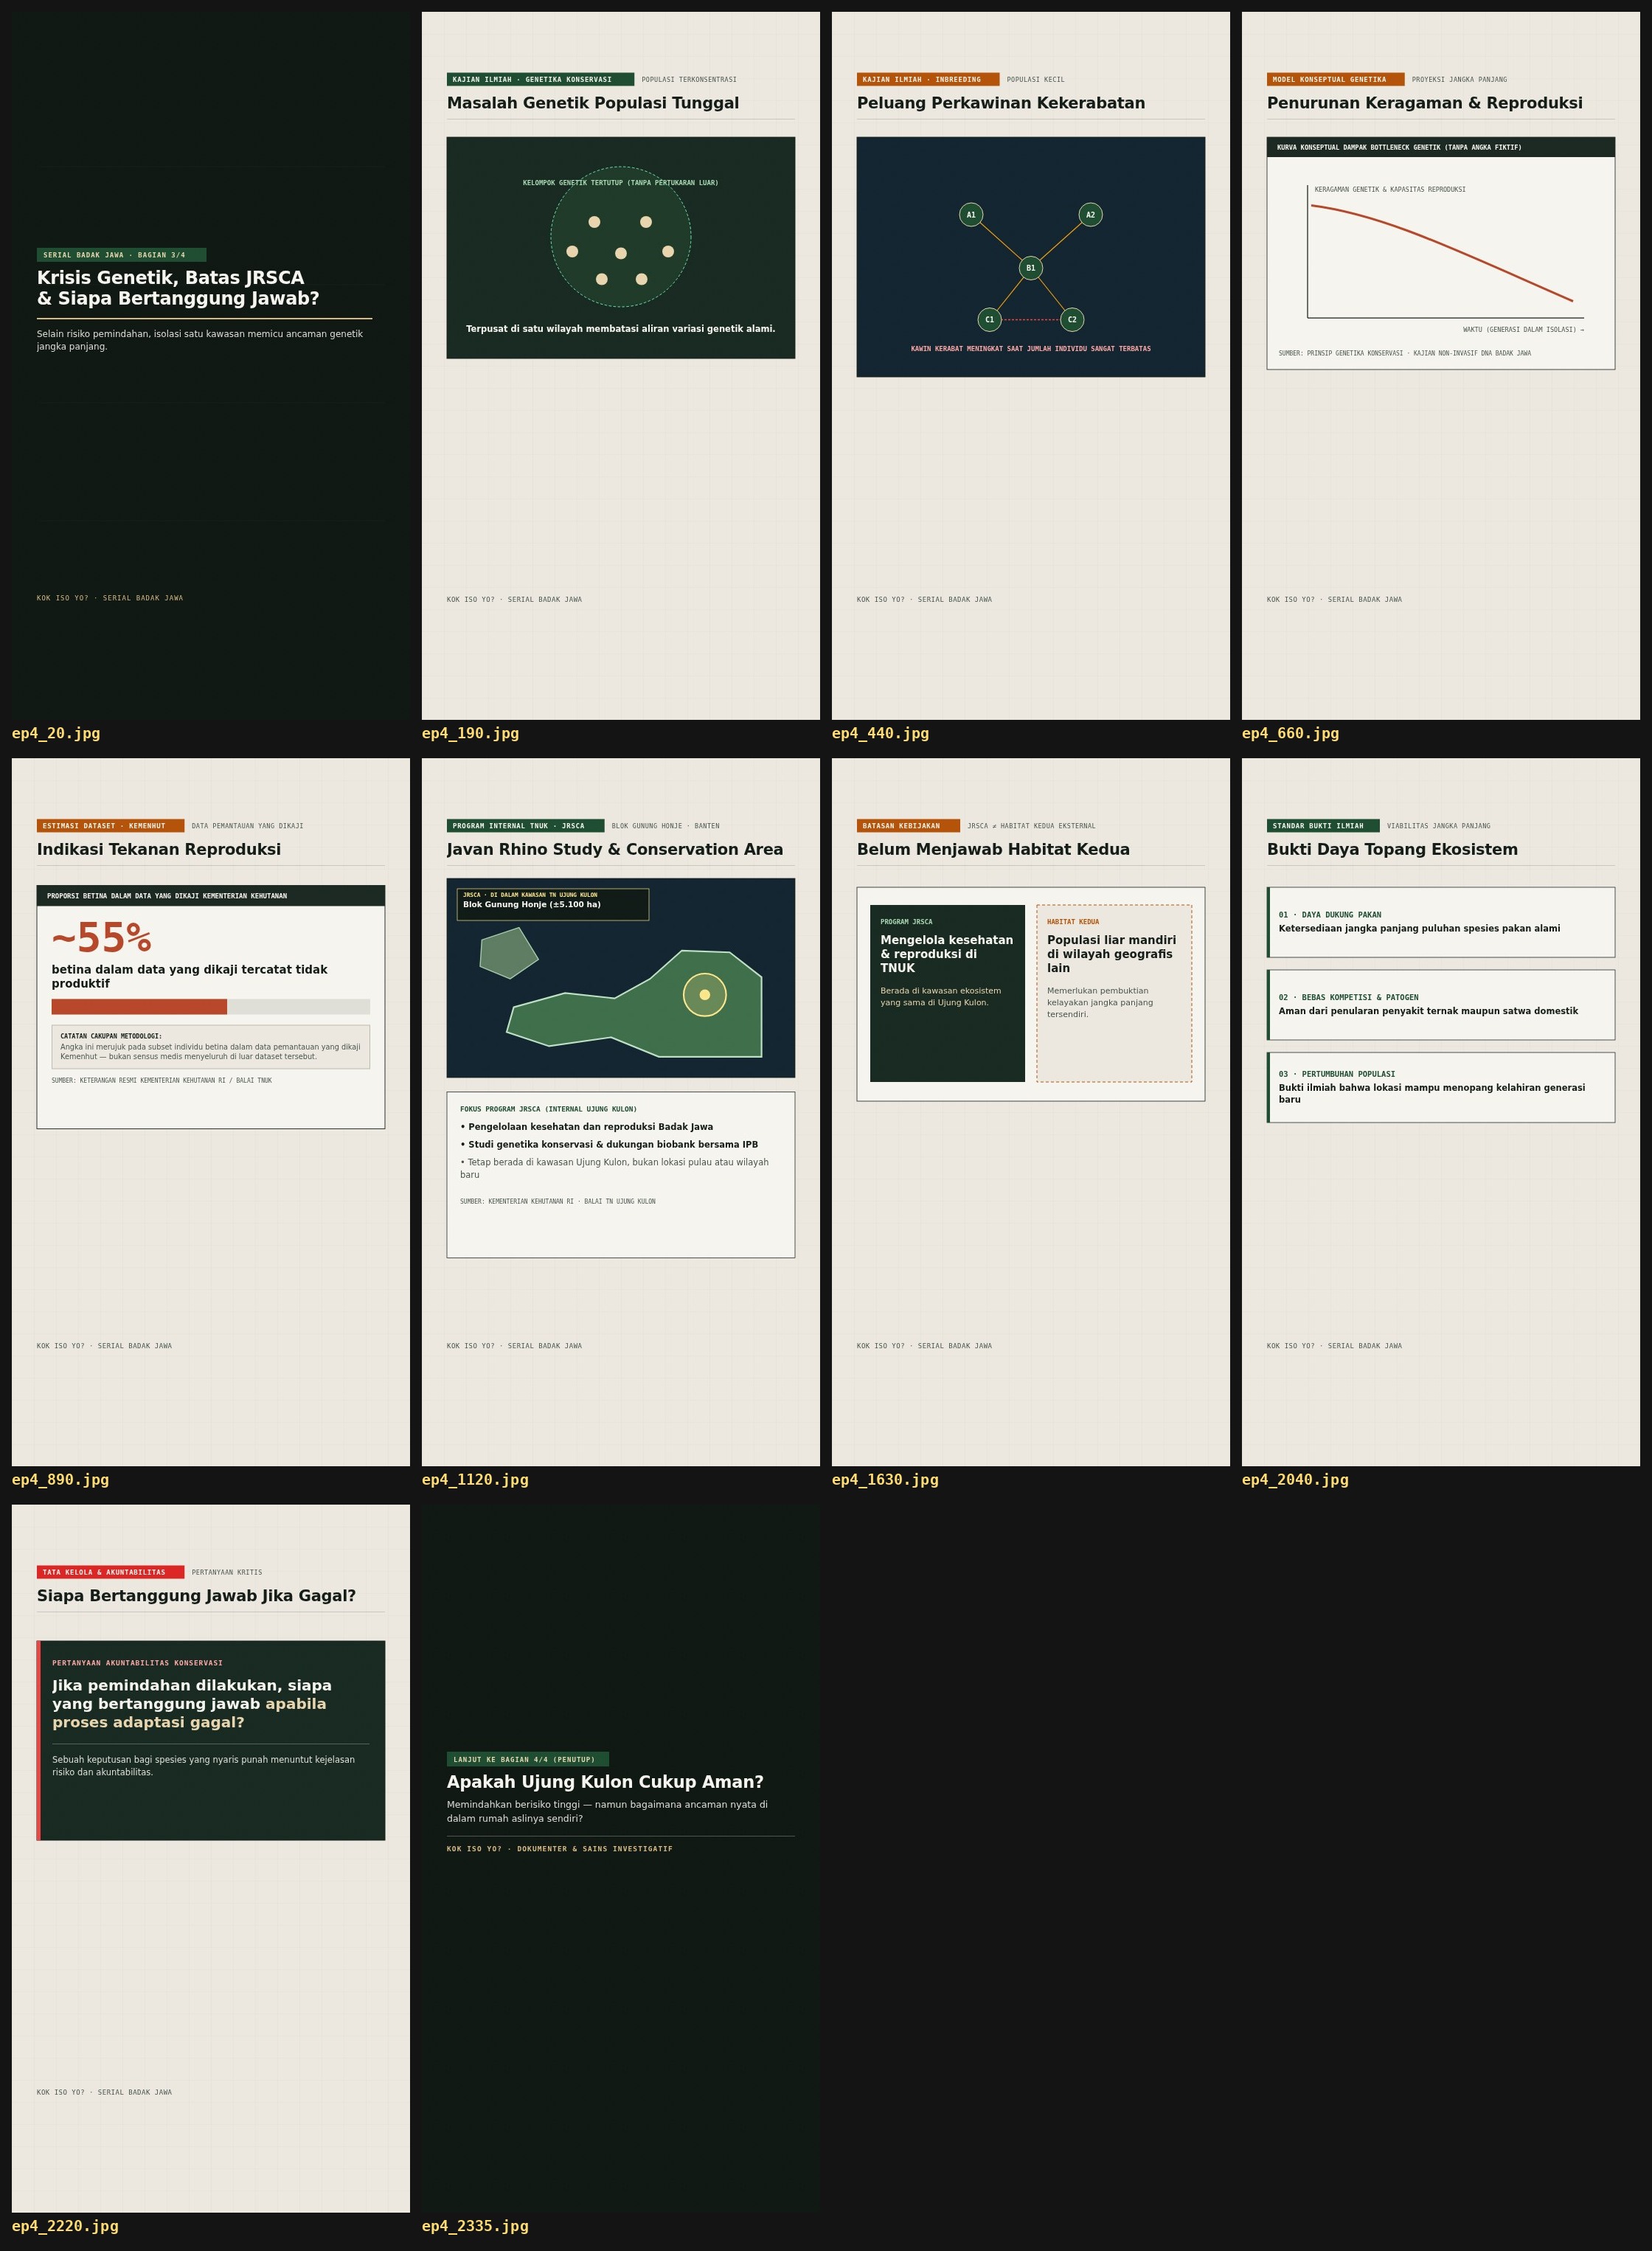 SERIAL BADAK JAWA · BAGIAN 3/4
Krisis Genetik, Batas JRSCA
& Siapa Bertanggung Jawab?
Selain risiko pemindahan, isolasi satu kawasan memicu ancaman genetik
jangka panjang.
KOK ISO YO? · SERIAL BADAK JAWA
ep4_20.jpg
KAJIAN ILMIAH · GENETIKA KONSERVASI
POPULASI TERKONSENTRASI
Masalah Genetik Populasi Tunggal
KELOMPOK GENETIK TERTUTUP (TANPA PERTUKARAN LUAR)
Terpusat di satu wilayah membatasi aliran variasi genetik alami.
KOK ISO YO? · SERIAL BADAK JAWA
ep4_190.jpg
KAJIAN ILMIAH · INBREEDING
POPULASI KECIL
Peluang Perkawinan Kekerabatan
A1
A2
B1
C1
C2
KAWIN KERABAT MENINGKAT SAAT JUMLAH INDIVIDU SANGAT TERBATAS
KOK ISO YO? · SERIAL BADAK JAWA
ep4_440.jpg
MODEL KONSEPTUAL GENETIKA
PROYEKSI JANGKA PANJANG
Penurunan Keragaman & Reproduksi
KURVA KONSEPTUAL DAMPAK BOTTLENECK GENETIK (TANPA ANGKA FIKTIF)
KERAGAMAN GENETIK & KAPASITAS REPRODUKSI
WAKTU (GENERASI DALAM ISOLASI) →
SUMBER: PRINSIP GENETIKA KONSERVASI · KAJIAN NON-INVASIF DNA BADAK JAWA
KOK ISO YO? · SERIAL BADAK JAWA
ep4_660.jpg
ESTIMASI DATASET · KEMENHUT
DATA PEMANTAUAN YANG DIKAJI
Indikasi Tekanan Reproduksi
PROPORSI BETINA DALAM DATA YANG DIKAJI KEMENTERIAN KEHUTANAN
~55%
betina dalam data yang dikaji tercatat tidak
produktif
CATATAN CAKUPAN METODOLOGI:
Angka ini merujuk pada subset individu betina dalam data pemantauan yang dikaji
Kemenhut — bukan sensus medis menyeluruh di luar dataset tersebut.
SUMBER: KETERANGAN RESMI KEMENTERIAN KEHUTANAN RI / BALAI TNUK
KOK ISO YO? · SERIAL BADAK JAWA
ep4_890.jpg
PROGRAM INTERNAL TNUK · JRSCA
BLOK GUNUNG HONJE · BANTEN
Javan Rhino Study & Conservation Area
JRSCA · DI DALAM KAWASAN TN UJUNG KULON
Blok Gunung Honje (±5.100 ha)
FOKUS PROGRAM JRSCA (INTERNAL UJUNG KULON)
• Pengelolaan kesehatan dan reproduksi Badak Jawa
• Studi genetika konservasi & dukungan biobank bersama IPB
• Tetap berada di kawasan Ujung Kulon, bukan lokasi pulau atau wilayah
baru
SUMBER: KEMENTERIAN KEHUTANAN RI · BALAI TN UJUNG KULON
KOK ISO YO? · SERIAL BADAK JAWA
ep4_1120.jpg
BATASAN KEBIJAKAN
JRSCA ≠ HABITAT KEDUA EKSTERNAL
Belum Menjawab Habitat Kedua
PROGRAM JRSCA
Mengelola kesehatan
& reproduksi di
TNUK
Berada di kawasan ekosistem
yang sama di Ujung Kulon.
HABITAT KEDUA
Populasi liar mandiri
di wilayah geografis
lain
Memerlukan pembuktian
kelayakan jangka panjang
tersendiri.
KOK ISO YO? · SERIAL BADAK JAWA
ep4_1630.jpg
STANDAR BUKTI ILMIAH
VIABILITAS JANGKA PANJANG
Bukti Daya Topang Ekosistem
01 · DAYA DUKUNG PAKAN
Ketersediaan jangka panjang puluhan spesies pakan alami
02 · BEBAS KOMPETISI & PATOGEN
Aman dari penularan penyakit ternak maupun satwa domestik
03 · PERTUMBUHAN POPULASI
Bukti ilmiah bahwa lokasi mampu menopang kelahiran generasi
baru
KOK ISO YO? · SERIAL BADAK JAWA
ep4_2040.jpg
TATA KELOLA & AKUNTABILITAS
PERTANYAAN KRITIS
Siapa Bertanggung Jawab Jika Gagal?
PERTANYAAN AKUNTABILITAS KONSERVASI
Jika pemindahan dilakukan, siapa
yang bertanggung jawab apabila
proses adaptasi gagal?
Sebuah keputusan bagi spesies yang nyaris punah menuntut kejelasan
risiko dan akuntabilitas.
KOK ISO YO? · SERIAL BADAK JAWA
ep4_2220.jpg
LANJUT KE BAGIAN 4/4 (PENUTUP)
Apakah Ujung Kulon Cukup Aman?
Memindahkan berisiko tinggi — namun bagaimana ancaman nyata di
dalam rumah aslinya sendiri?
KOK ISO YO? · DOKUMENTER & SAINS INVESTIGATIF
ep4_2335.jpg